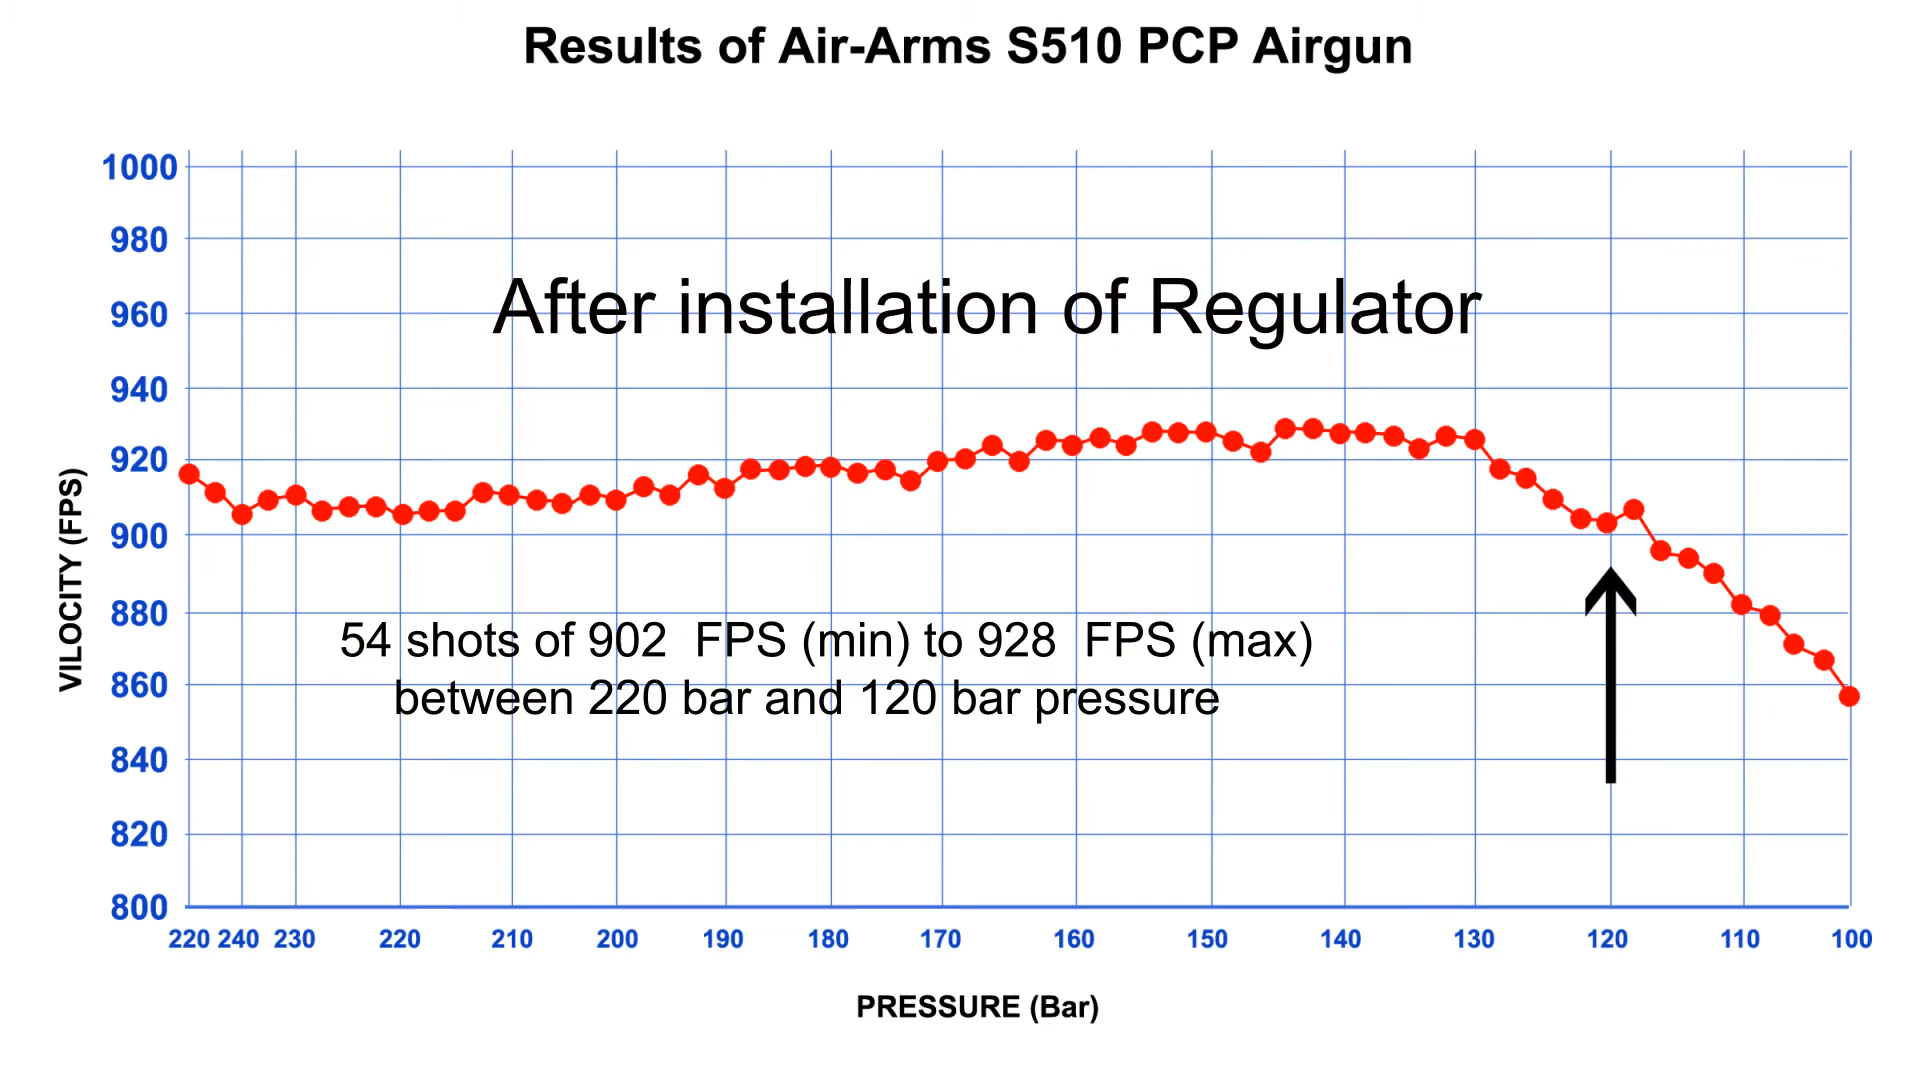 Results of Air-Arms S510 PCP Airgun
1000
980
After installation of Regulator
960
940
920
900
880
54 shots of 902 FPS (min) to 928 FPS (max)
between 220 bar and 120 bar pressure
860
840
820
800
VILOCITY (FPS)
220 240 230 220 210 200 190 180 170 160 150 140 130 120 110 100
PRESSURE (Bar)